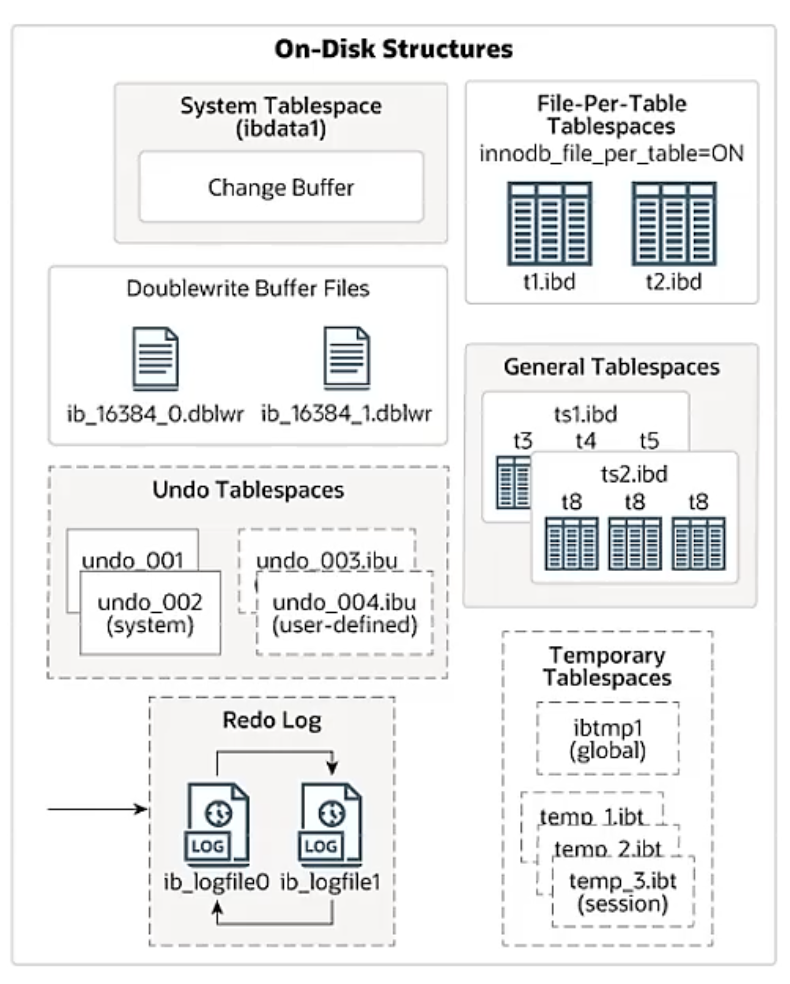 On-Disk Structures
System Tablespace
(ibdata1)
Change Buffer
File-Per-Table
Tablespaces
innodb_file_per_table=ON
t1.ibd
t2.ibd
Doublewrite Buffer Files
ib_16384_0.dblwr
ib_16384_1.dblwr
General Tablespaces
ts1.ibd
t3 t4 t5
ts2.ibd
t8 t8 t8
Undo Tablespaces
undo_001
undo_002
(system)
undo_003.ibu
undo_004.ibu
(user-defined)
Temporary
Tablespaces
ibtmp1
(global)
temp_1.ibt
temp_2.ibt
temp_3.ibt
(session)
Redo Log
LOG
LOG
ib_logfile0
ib_logfile1